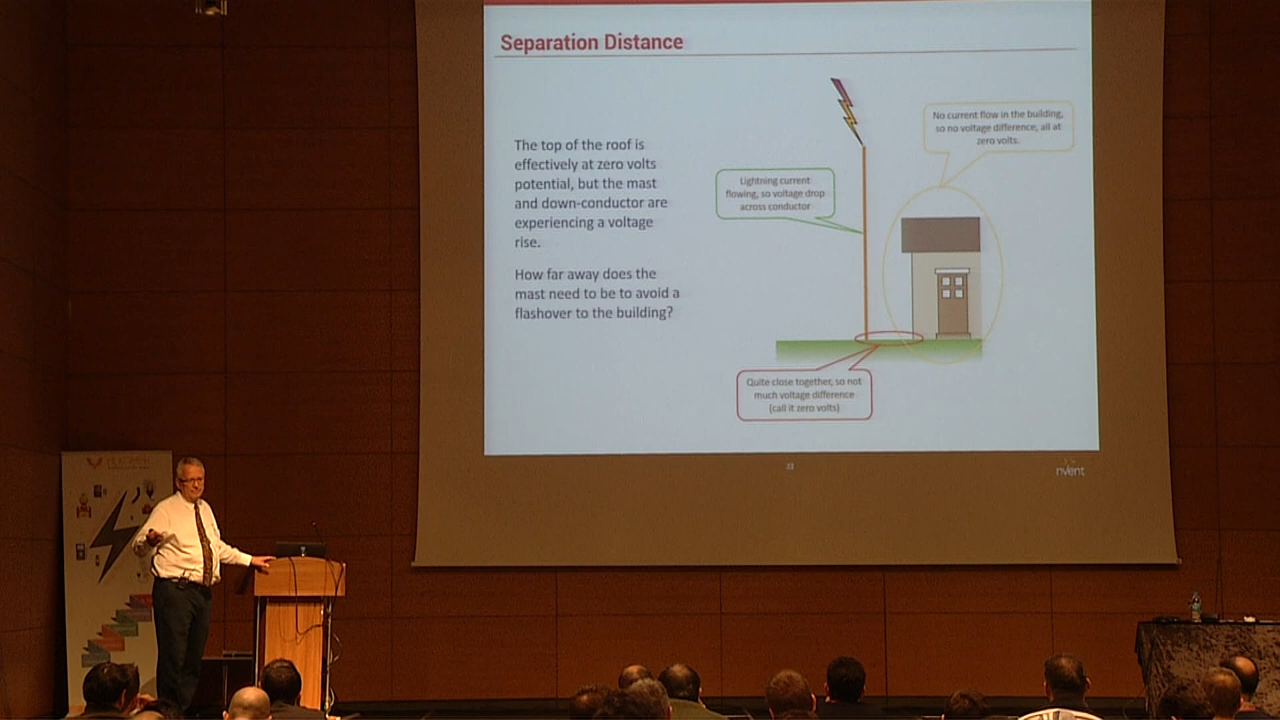 Separation Distance
The top of the roof is
effectively at zero volts
potential, but the mast
and down-conductor are
experiencing a voltage
rise.
How far away does the
mast need to be to avoid a
flashover to the building?
Lightning current
flowing, so voltage drop
across conductor
No current flow in the building,
so no voltage difference, all at
zero volts.
Quite close together, so not
much voltage difference
(call it zero volts)
nvent